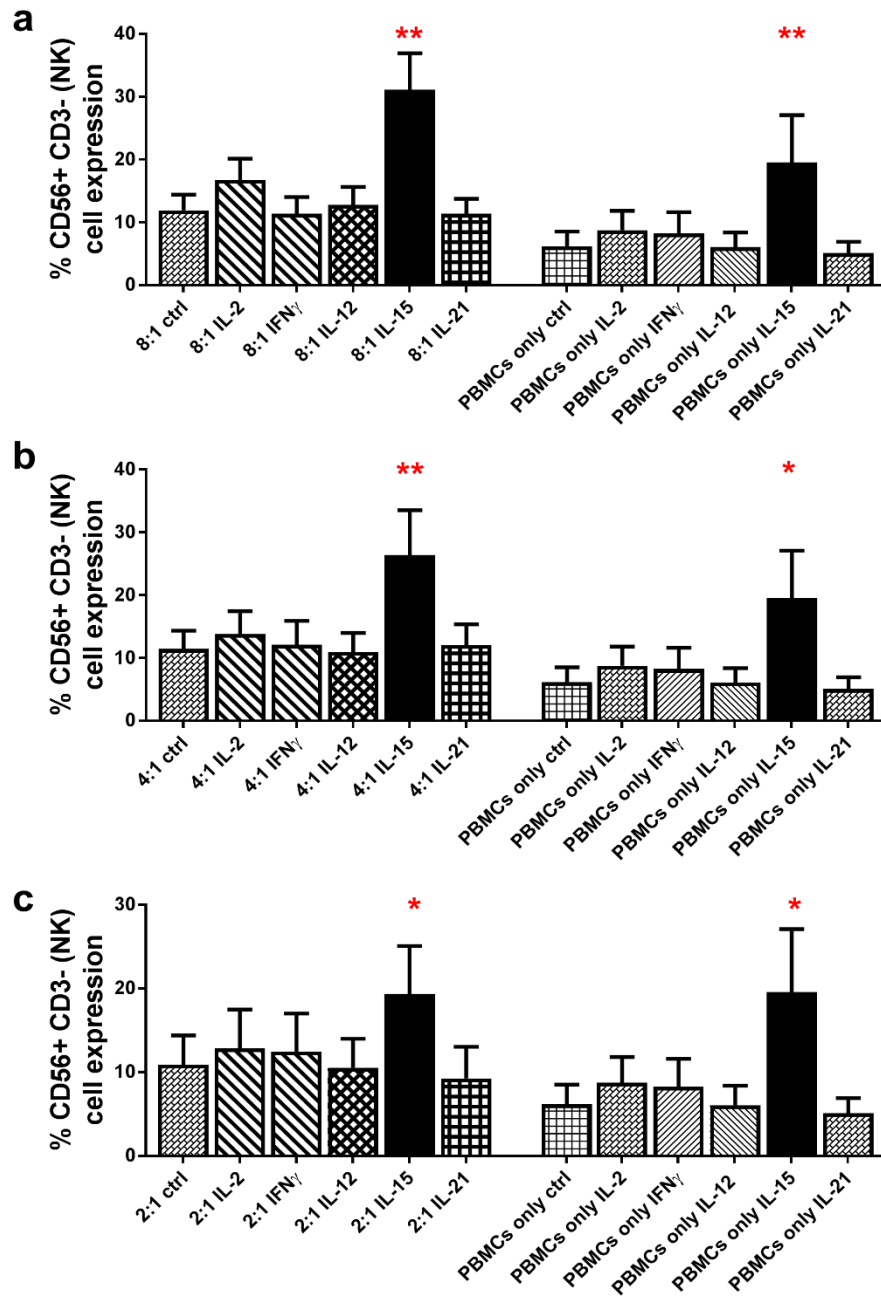 a
% CD56+ CD3- (NK)
cell expression
40
30
20
10
0
**
**
8:1 ctrl
8:1 IL-2
8:1 IFNγ
8:1 IL-12
8:1 IL-15
8:1 IL-21
PBMCs only ctrl
PBMCs only IL-2
PBMCs only IFNγ
PBMCs only IL-12
PBMCs only IL-15
PBMCs only IL-21
b
% CD56+ CD3- (NK)
cell expression
40
30
20
10
0
**
*
4:1 ctrl
4:1 IL-2
4:1 IFNγ
4:1 IL-12
4:1 IL-15
4:1 IL-21
PBMCs only ctrl
PBMCs only IL-2
PBMCs only IFNγ
PBMCs only IL-12
PBMCs only IL-15
PBMCs only IL-21
c
% CD56+ CD3- (NK)
cell expression
30
20
10
0
*
*
2:1 ctrl
2:1 IL-2
2:1 IFNγ
2:1 IL-12
2:1 IL-15
2:1 IL-21
PBMCs only ctrl
PBMCs only IL-2
PBMCs only IFNγ
PBMCs only IL-12
PBMCs only IL-15
PBMCs only IL-21